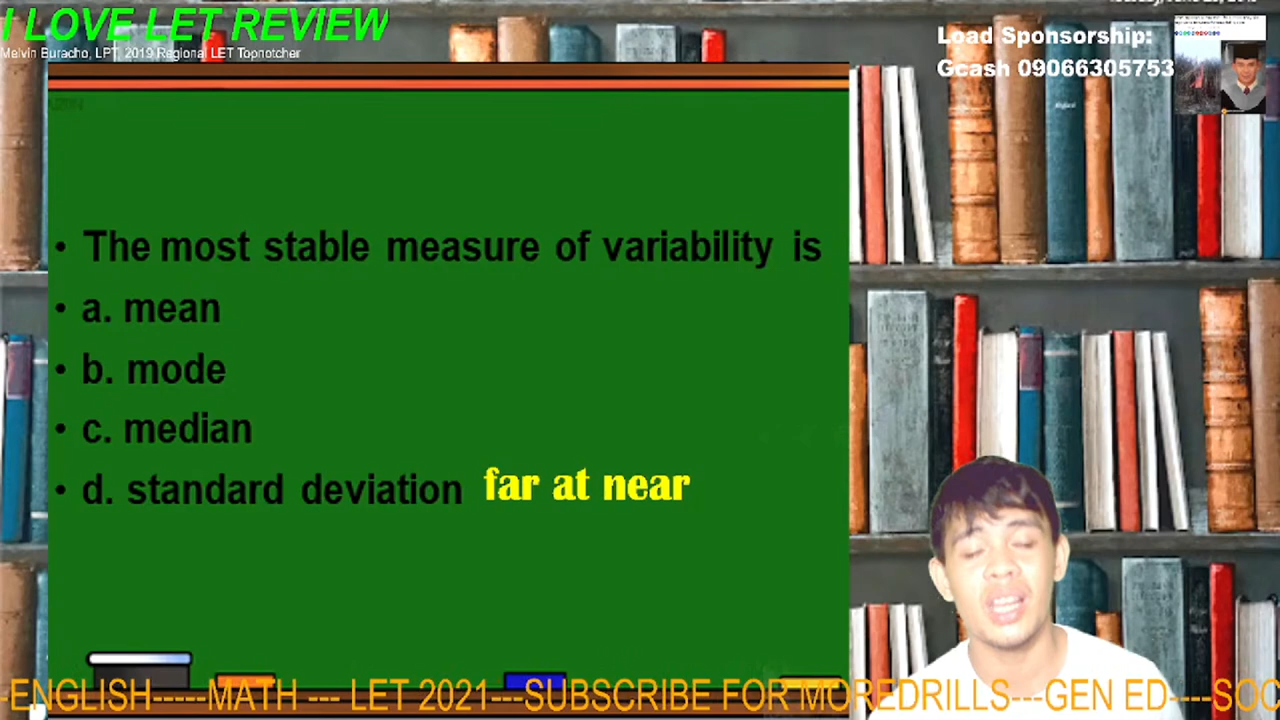 I LOVE LET REVIEW
Melvin Buracho, LPT, 2019 Regional LET Topnotcher
Load Sponsorship:
Gcash 09066305753
• The most stable measure of variability is
• a. mean
• b. mode
• c. median
• d. standard deviation far at near
-ENGLISH-----MATH --- LET 2021---SUBSCRIBE FOR MOREDRILLS---GEN ED----SOC